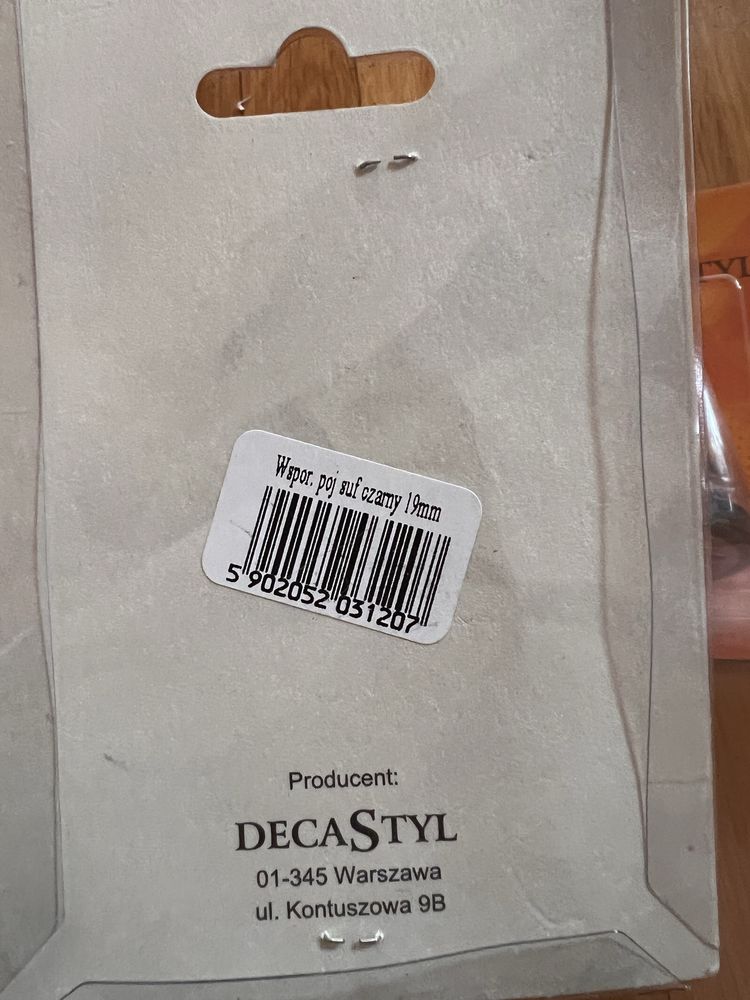 Wspor. poj suf czarny 19mm
5 902052 031207
Producent:
DECASTYL
01-345 Warszawa
ul. Kontuszowa 9B